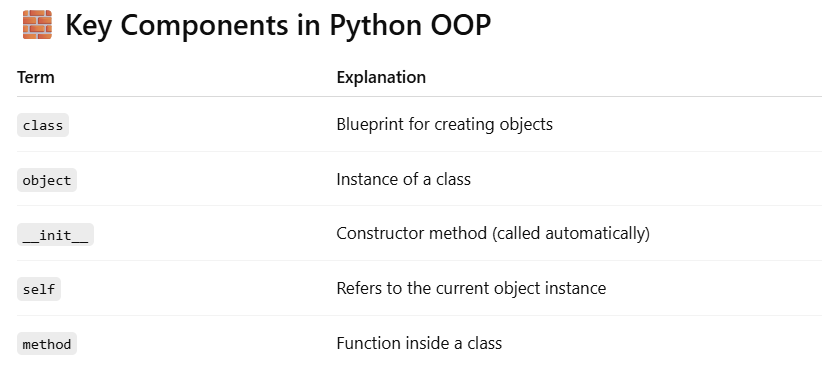 🧱 Key Components in Python OOP
Term Explanation
class Blueprint for creating objects
object Instance of a class
__init__ Constructor method (called automatically)
self Refers to the current object instance
method Function inside a class